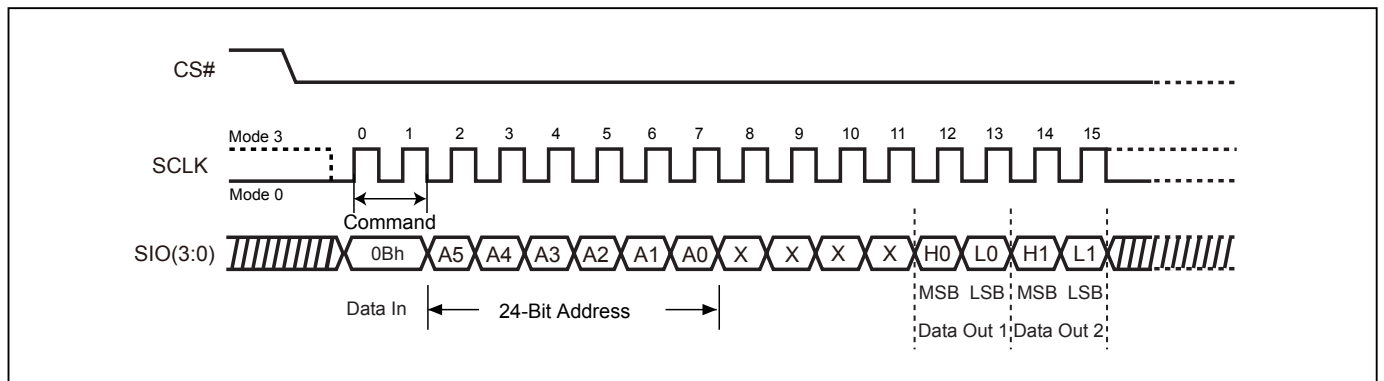 CS#
Mode 3 0 1 2 3 4 5 6 7 8 9 10 11 12 13 14 15
SCLK
Mode 0
Command
SIO(3:0) 0Bh A5 A4 A3 A2 A1 A0 X X X X H0 L0 H1 L1
MSB LSB MSB LSB
Data In 24-Bit Address
Data Out 1 Data Out 2